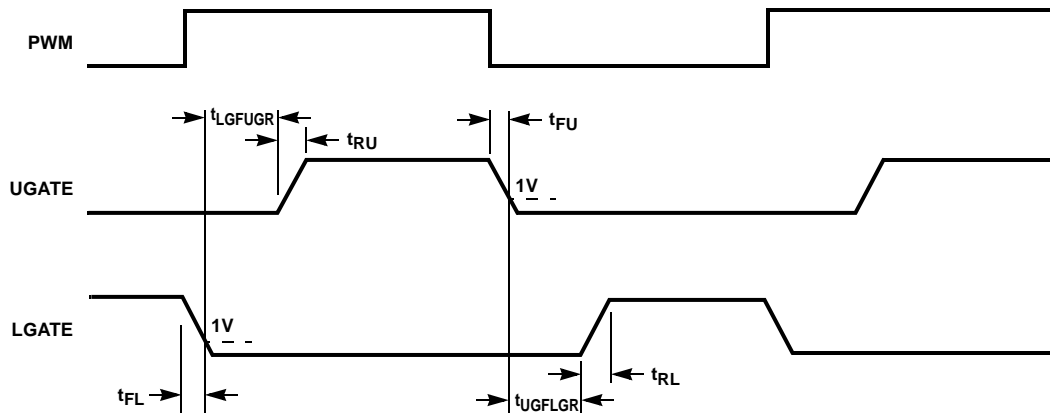 PWM
tLGFUGR
tRU
tFU
UGATE
1V
LGATE
1V
tFL
tUGFLGR
tRL